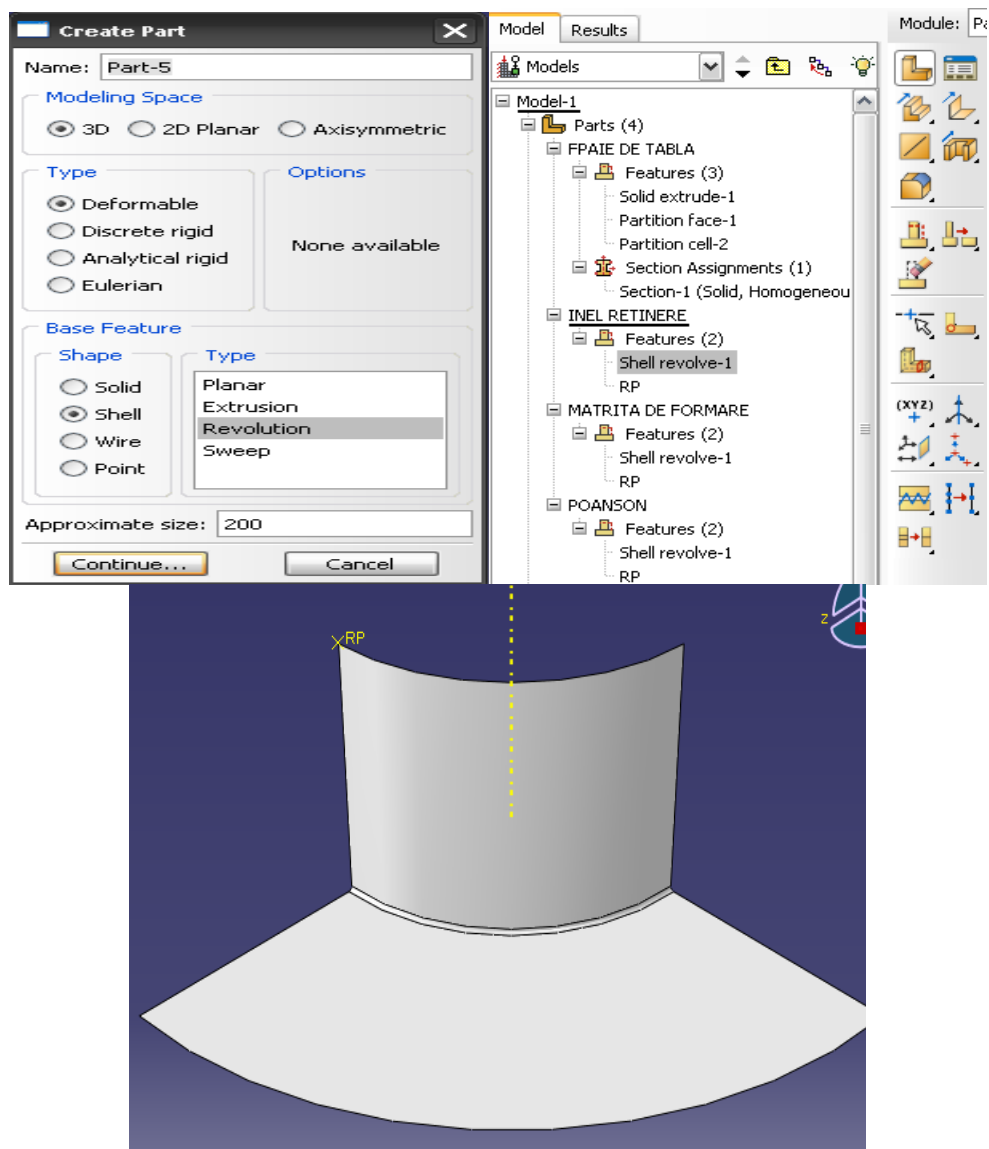 Create Part
Name: Part-5
Modeling Space
3D 2D Planar Axisymmetric
Type
Deformable
Discrete rigid
Analytical rigid
Eulerian
Options
None available
Base Feature
Shape
Solid
Shell
Wire
Point
Type
Planar
Extrusion
Revolution
Sweep
Approximate size: 200
Continue... Cancel
Model Results
Models
Model-1
Parts (4)
FPAIE DE TABLA
Features (3)
Solid extrude-1
Partition face-1
Partition cell-2
Section Assignments (1)
Section-1 (Solid, Homogeneou
INEL RETINERE
Features (2)
Shell revolve-1
RP
MATRITA DE FORMARE
Features (2)
Shell revolve-1
RP
POANSON
Features (2)
Shell revolve-1
RP
Module: Pa
(XYZ)
RP
z